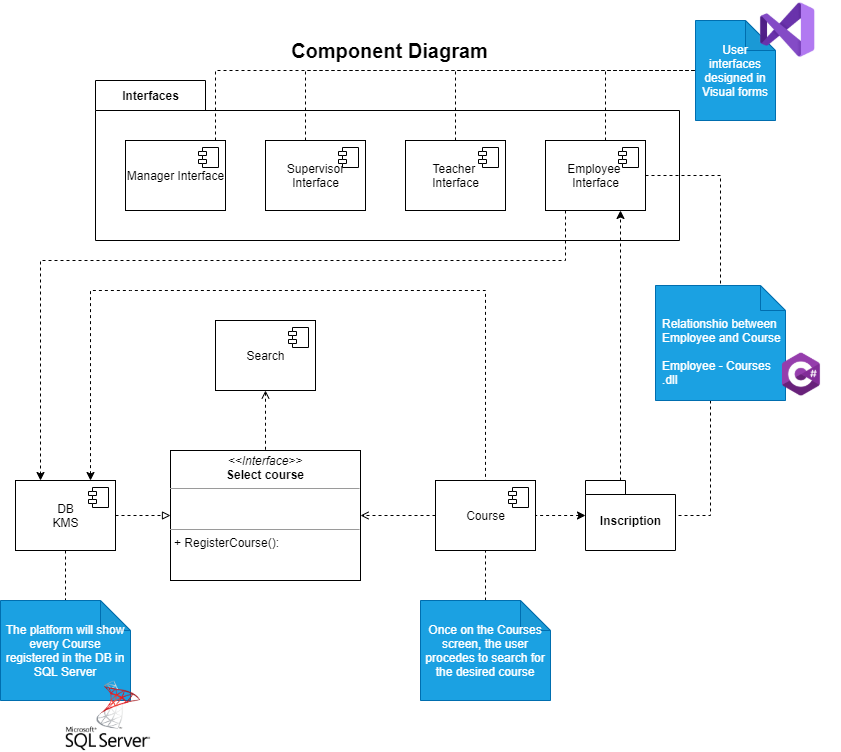 Component Diagram
User
interfaces
designed in
Visual forms
Interfaces
Manager Interface
Supervisor
Interface
Teacher
Interface
Employee
Interface
Relationshio between
Employee and Course
Employee - Courses
.dll
C#
Search
<<Interface>>
Select course
+ RegisterCourse():
DB
KMS
Course
Inscription
The platform will show
every Course
registered in the DB in
SQL Server
Once on the Courses
screen, the user
procedes to search for
the desired course
Microsoft
SQL Server